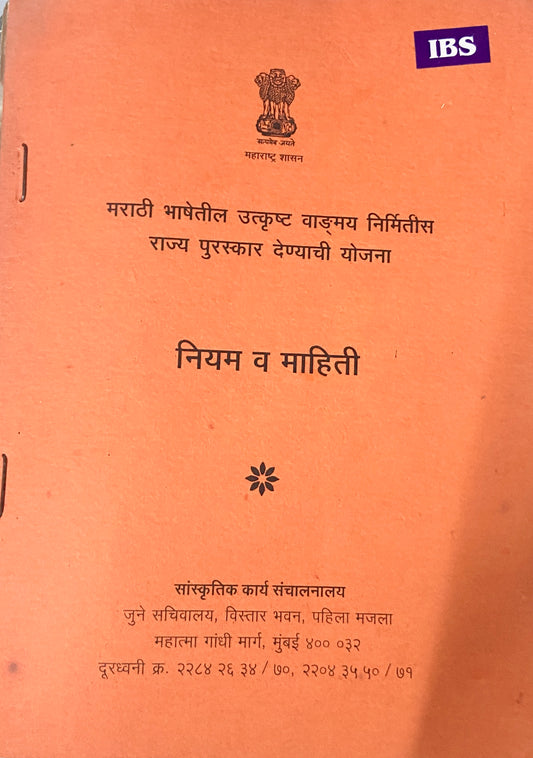 IBS
सत्यमेव जयते
महाराष्ट्र शासन
मराठी भाषेतील उत्कृष्ट वाङ्‌मय निर्मितीस
राज्य पुरस्कार देण्याची योजना
नियम व माहिती
सांस्कृतिक कार्य संचालनालय
जुने सचिवालय, विस्तार भवन, पहिला मजला
महात्मा गांधी मार्ग, मुंबई ४०० ०३२
दूरध्वनी क्र. २२८४ २६ ३४ / ७०, २२०४ ३५ ५० / ७१